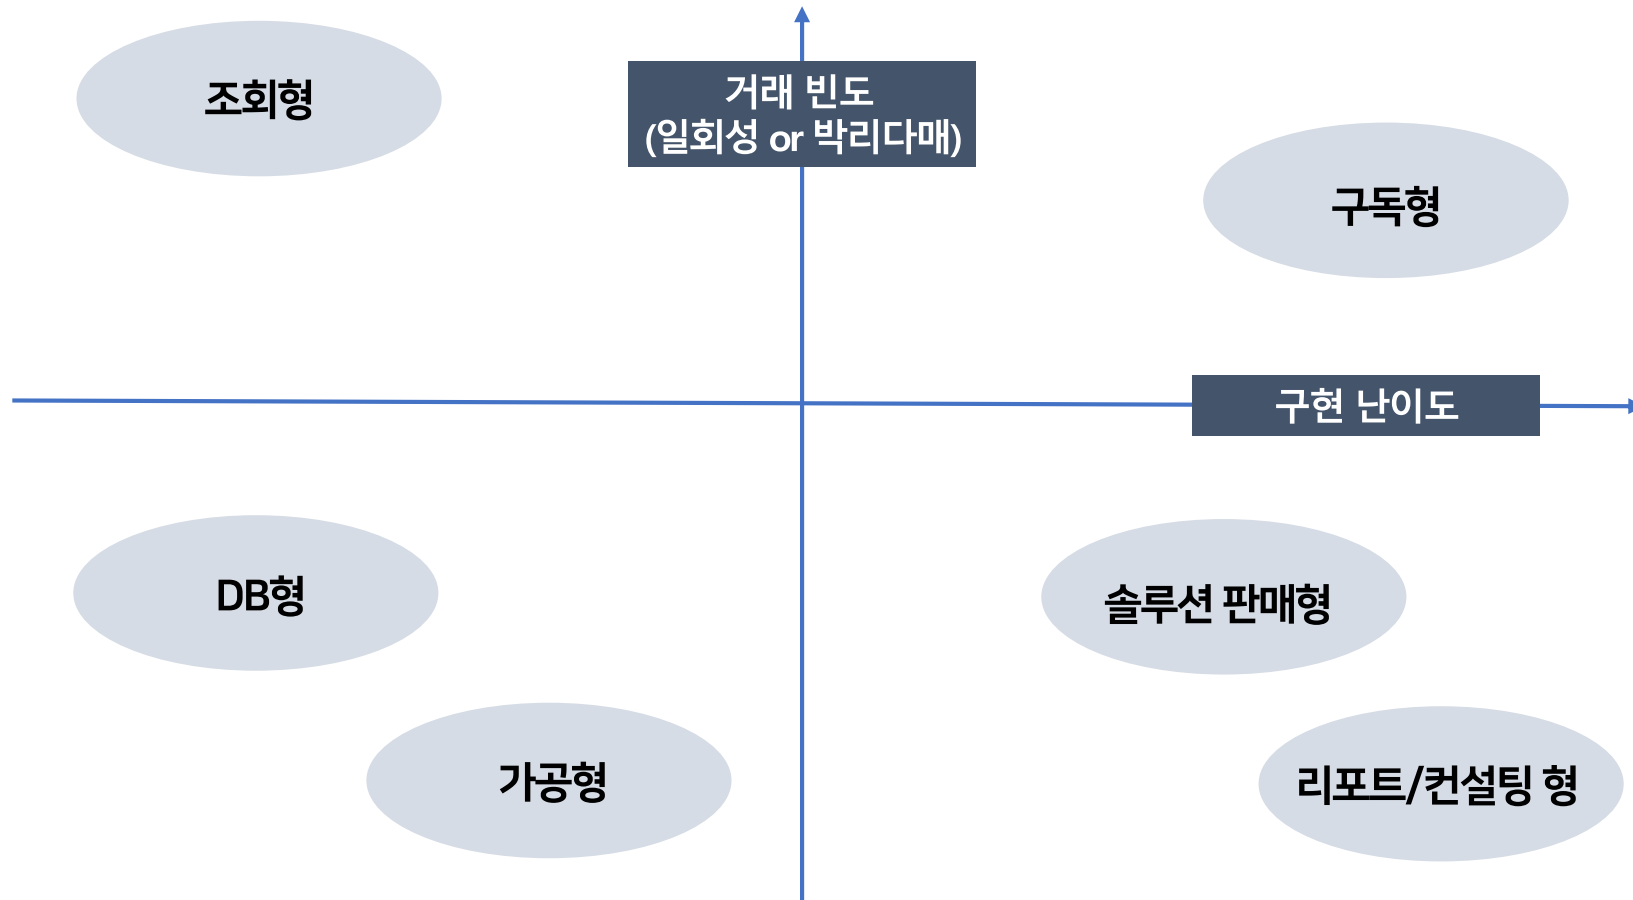 조회형
거래 빈도
(일회성 or 박리다매)
구독형
구현 난이도
DB형
솔루션 판매형
가공형
리포트/컨설팅 형